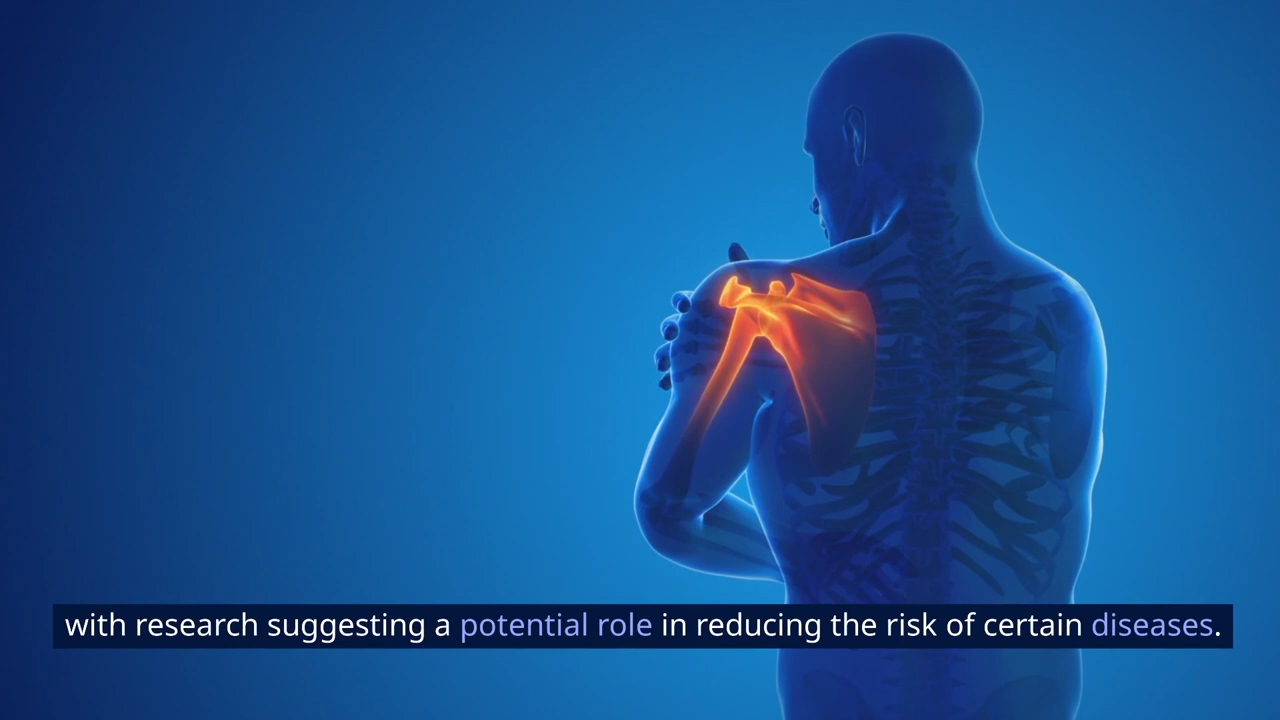 with research suggesting a potential role in reducing the risk of certain diseases.